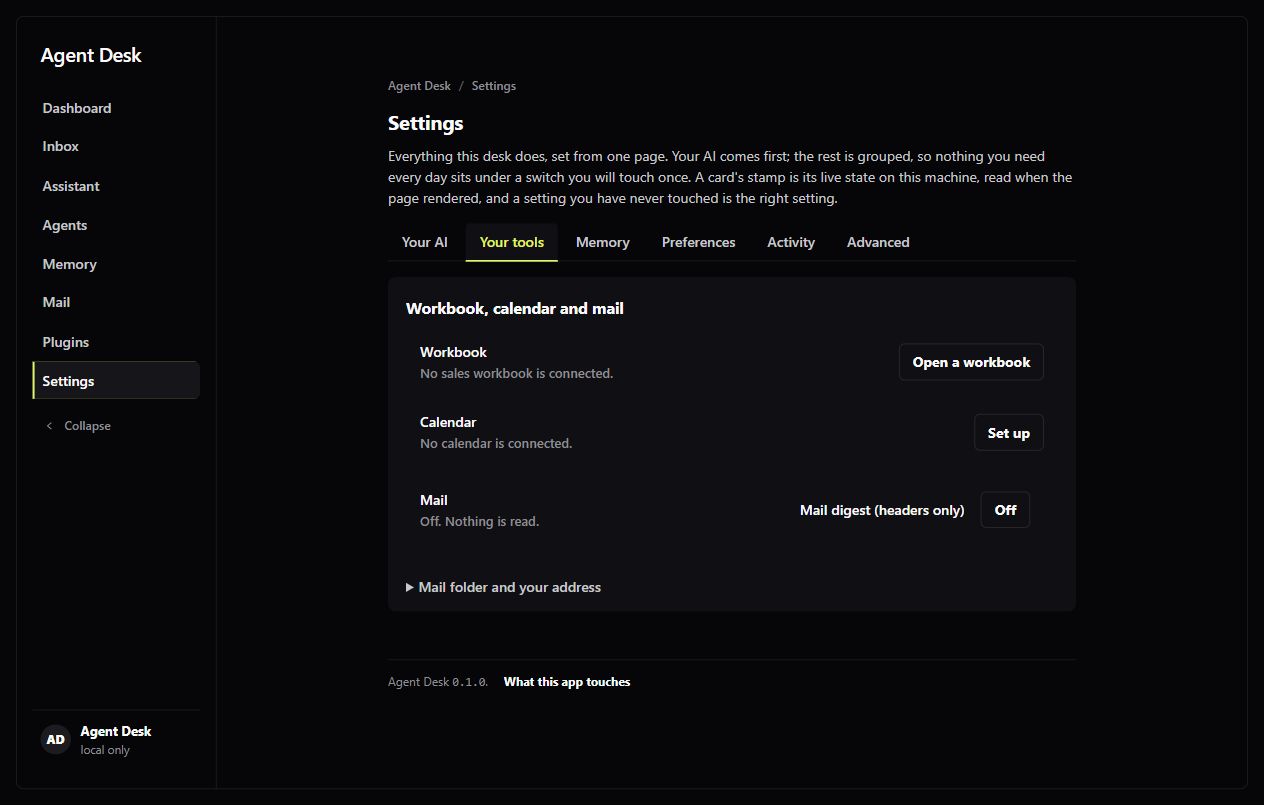 Agent Desk
Dashboard
Inbox
Assistant
Agents
Memory
Mail
Plugins
Settings
Collapse
AD
Agent Desk
local only
Agent Desk / Settings
Settings
Everything this desk does, set from one page. Your AI comes first; the rest is grouped, so nothing you need
every day sits under a switch you will touch once. A card's stamp is its live state on this machine, read when the
page rendered, and a setting you have never touched is the right setting.
Your AI Your tools Memory Preferences Activity Advanced
Workbook, calendar and mail
Workbook
No sales workbook is connected.
Open a workbook
Calendar
No calendar is connected.
Set up
Mail
Off. Nothing is read.
Mail digest (headers only) Off
Mail folder and your address
Agent Desk 0.1.0. What this app touches